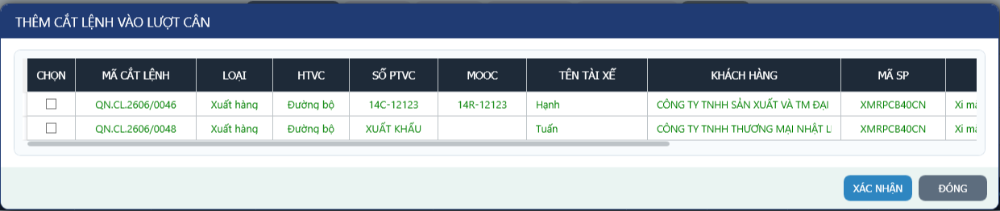 THÊM CẮT LỆNH VÀO LƯỢT CÂN
CHỌN MÃ CẮT LỆNH LOẠI HTVC SỐ PTVC MOOC TÊN TÀI XẾ KHÁCH HÀNG MÃ SP
QN.CL.2606/0046 Xuất hàng Đường bộ 14C-12123 14R-12123 Hạnh CÔNG TY TNHH SẢN XUẤT VÀ TM ĐẠI XMRPCB40CN Xi
QN.CL.2606/0048 Xuất hàng Đường bộ XUẤT KHẨU Tuấn CÔNG TY TNHH THƯƠNG MẠI NHẬT XMRPCB40CN Xi
XÁC NHẬN ĐÓNG